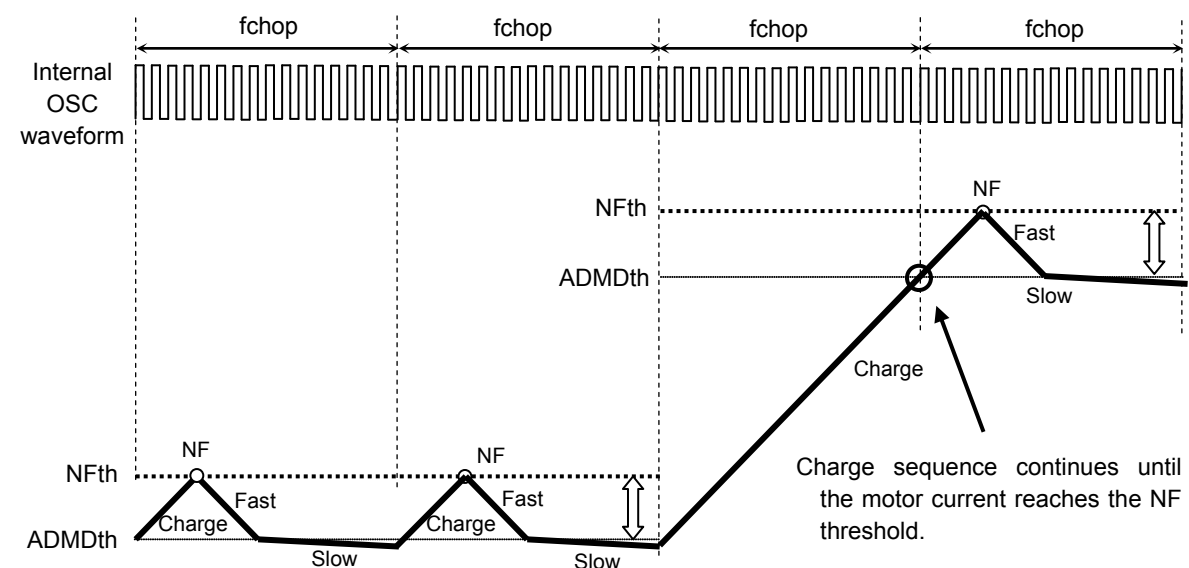 fchop fchop fchop fchop
Internal
OSC
waveform
NF
NFth
Fast
ADMDth
Slow
Charge
NF NF
NFth
Fast Fast
Charge Charge
ADMDth
Slow Slow
Charge sequence continues until
the motor current reaches the NF
threshold.